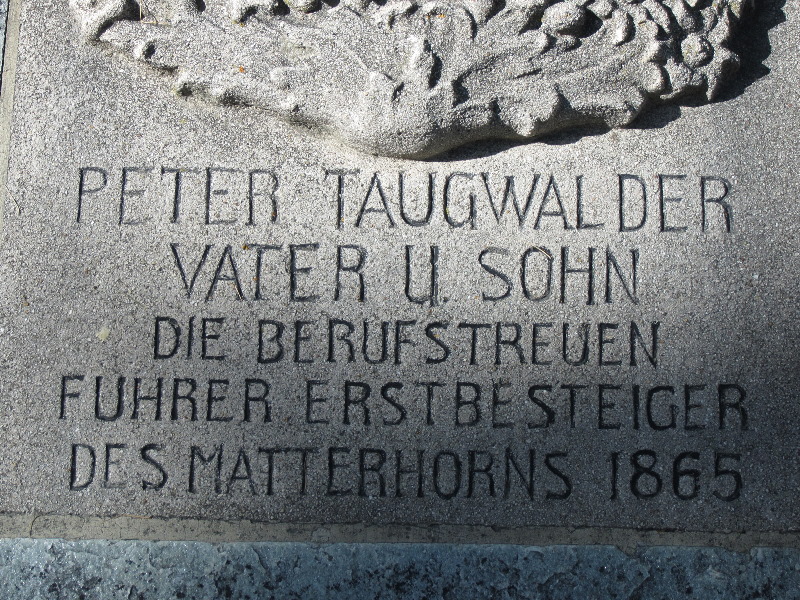 PETER TAUGWALDER
VATER U. SOHN
DIE BERUFSTREUEN
FUHRER ERSTBESTEIGER
DES MATTERHORNS 1865